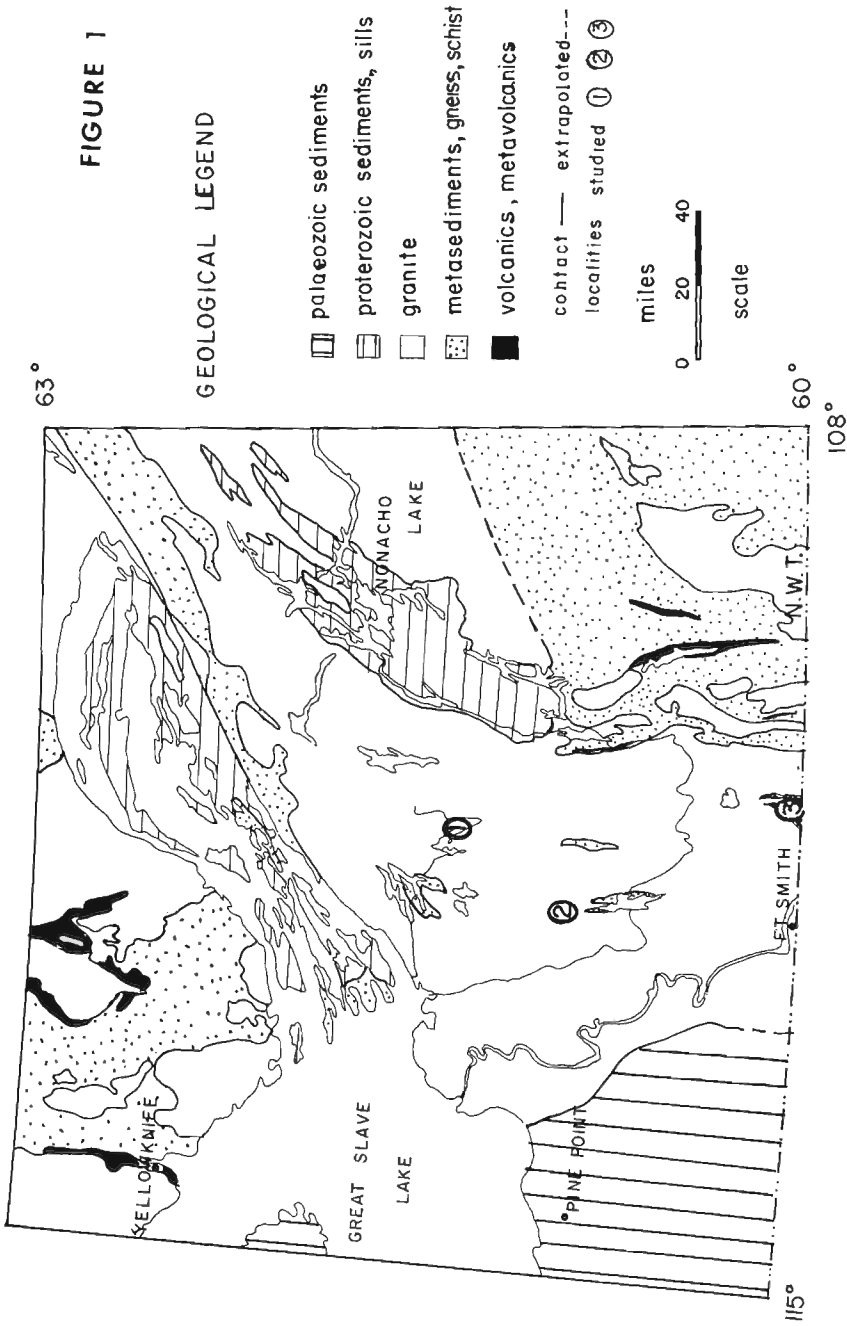 FIGURE 1
GEOLOGICAL LEGEND
palaeozoic sediments
proterozoic sediments, sills
granite
metasediments, gneiss, schist
volcanics, metavolcanics
contact — extrapolated ---
localities studied ① ② ③
miles
0 20 40
scale
63°
60°
108°
115°
YELLOWKNIFE
GREAT SLAVE
LAKE
PINE POINT
NONACHO
LAKE
①
②
③
FT. SMITH
N.W.T.